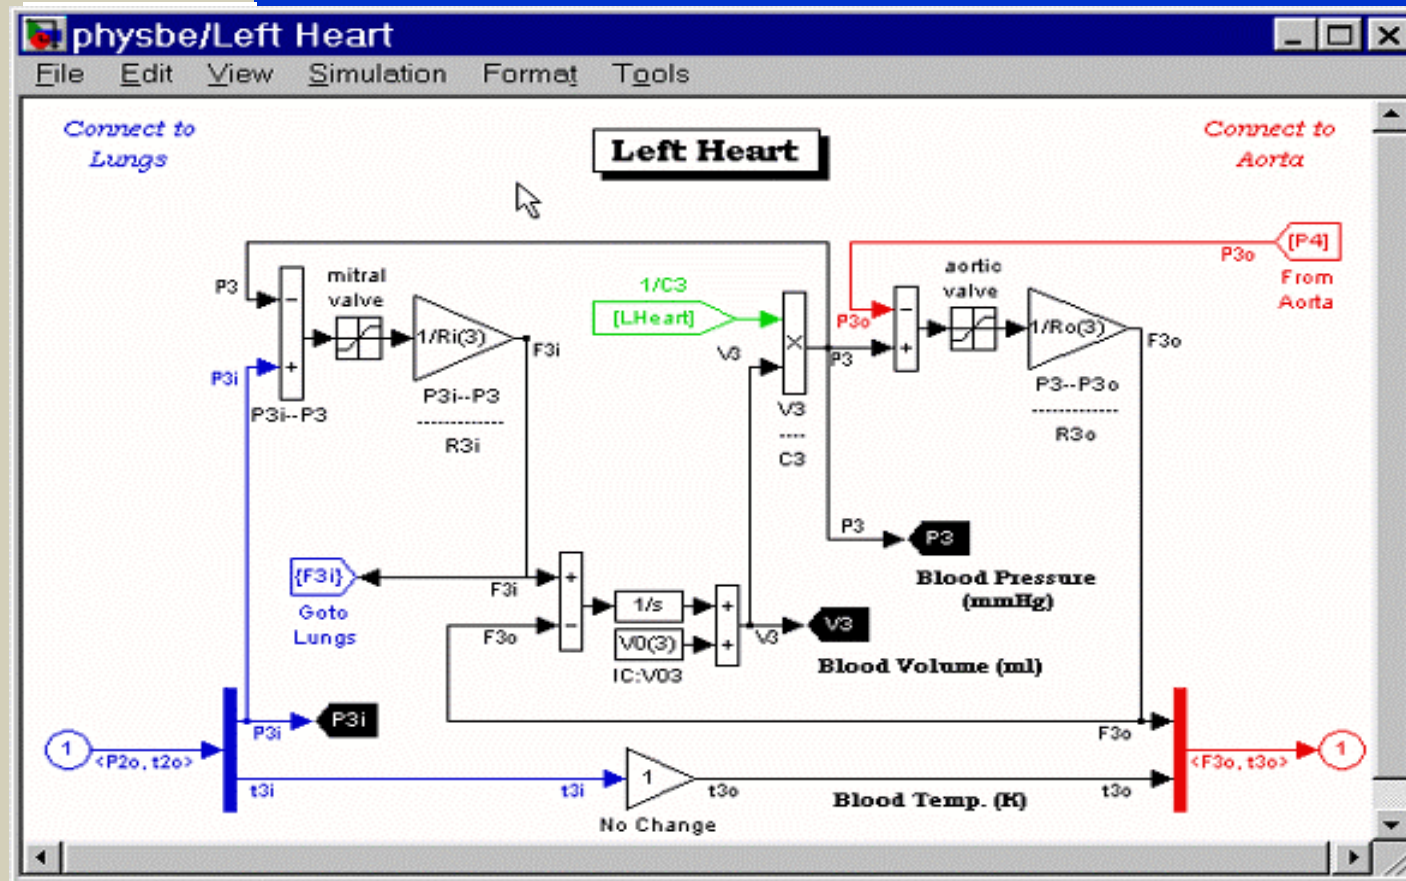 physbe/Left Heart
File Edit View Simulation Format Tools
Connect to
Lungs
Left Heart
Connect to
Aorta
[P4]
P3o
From
Aorta
P3
mitral
valve
1/Ri(3)
F3i
P3i
P3i--P3
P3i--P3
------------
R3i
1/C3
[LHeart]
V3
V3
----
C3
P3
P3o
aortic
valve
1/Ro(3)
F3o
P3--P3o
------------
R3o
P3
P3
Blood Pressure
(mmHg)
{F3i}
Goto
Lungs
F3i
F3o
1/s
V0(3)
IC:V03
V3
V3
Blood Volume (ml)
P3i
P3i
1
<P2o, t2o>
t3i
t3i
1
No Change
t3o
Blood Temp. (K)
F3o
t3o
<F3o, t3o>
1